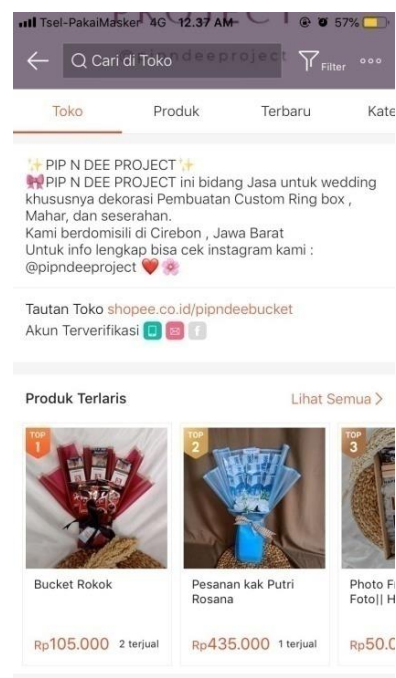 Tsel-PakaiMasker 4G 12.37 AM 57%
@pipndeeproject
Cari di Toko
Filter
Toko Produk Terbaru Kate
✨ PIP N DEE PROJECT✨
🎀PIP N DEE PROJECT ini bidang Jasa untuk wedding
khususnya dekorasi Pembuatan Custom Ring box ,
Mahar, dan seserahan.
Kami berdomisili di Cirebon , Jawa Barat
Untuk info lengkap bisa cek instagram kami :
@pipndeeproject ❤️🌸
Tautan Toko shopee.co.id/pipndeebucket
Akun Terverifikasi
Produk Terlaris Lihat Semua >
TOP 1
TOP 2
TOP 3
Bucket Rokok
Pesanan kak Putri
Rosana
Photo Fr
Foto|| H
Rp105.000 2 terjual
Rp435.000 1 terjual
Rp50.0